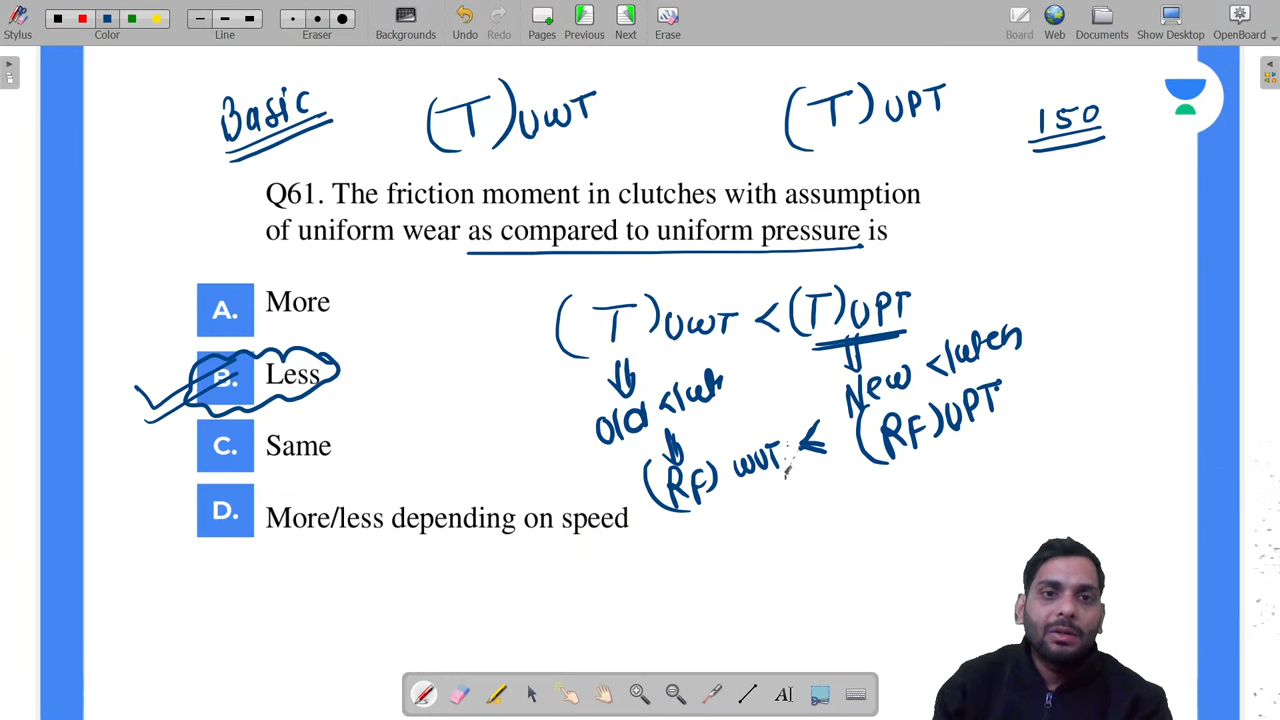 Stylus
Color
Line
Eraser
Backgrounds
Undo
Redo
Pages
Previous
Next
Erase
Board
Web
Documents
Show Desktop
OpenBoard
Basic (T)UWT (T)UPT 150
Q61. The friction moment in clutches with assumption
of uniform wear as compared to uniform pressure is
A. More
(T)UWT < (T)UPT
B. Less
Old New clutch
(RF) WUT < (RF)UPT
C. Same
D. More/less depending on speed
AI